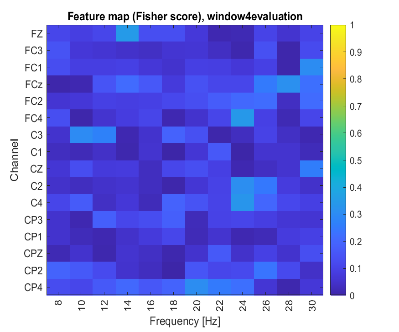 Feature map (Fisher score), window4evaluation
Channel
FZ
FC3
FC1
FCz
FC2
FC4
C3
C1
CZ
C2
C4
CP3
CP1
CPZ
CP2
CP4
8 10 12 14 16 18 20 22 24 26 28 30
Frequency [Hz]
1
0.9
0.8
0.7
0.6
0.5
0.4
0.3
0.2
0.1
0